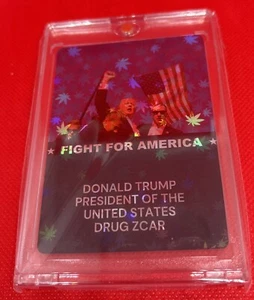 FIGHT FOR AMERICA
DONALD TRUMP
PRESIDENT OF THE
UNITED STATES
DRUG ZCAR